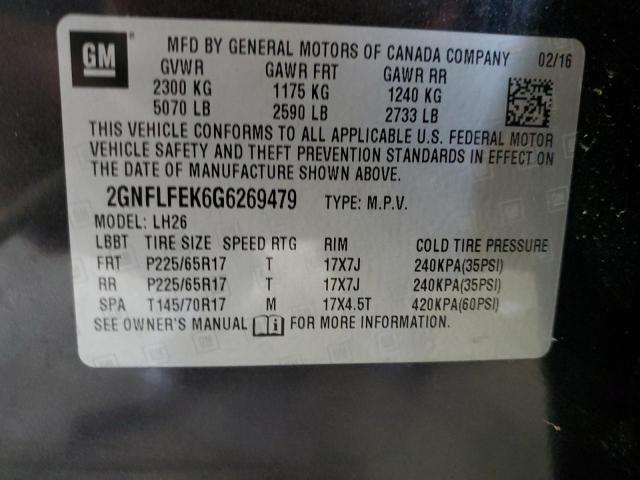 GM MFD BY GENERAL MOTORS OF CANADA COMPANY 02/16
GVWR GAWR FRT GAWR RR
2300 KG 1175 KG 1240 KG
5070 LB 2590 LB 2733 LB
THIS VEHICLE CONFORMS TO ALL APPLICABLE U.S. FEDERAL MOTOR
VEHICLE SAFETY AND THEFT PREVENTION STANDARDS IN EFFECT ON
THE DATE OF MANUFACTURE SHOWN ABOVE.
2GNFLFEK6G6269479 TYPE: M.P.V.
MODEL: LH26
LBBT TIRE SIZE SPEED RTG RIM COLD TIRE PRESSURE
FRT P225/65R17 T 17X7J 240KPA(35PSI)
RR P225/65R17 T 17X7J 240KPA(35PSI)
SPA T145/70R17 M 17X4.5T 420KPA(60PSI)
SEE OWNER'S MANUAL FOR MORE INFORMATION.